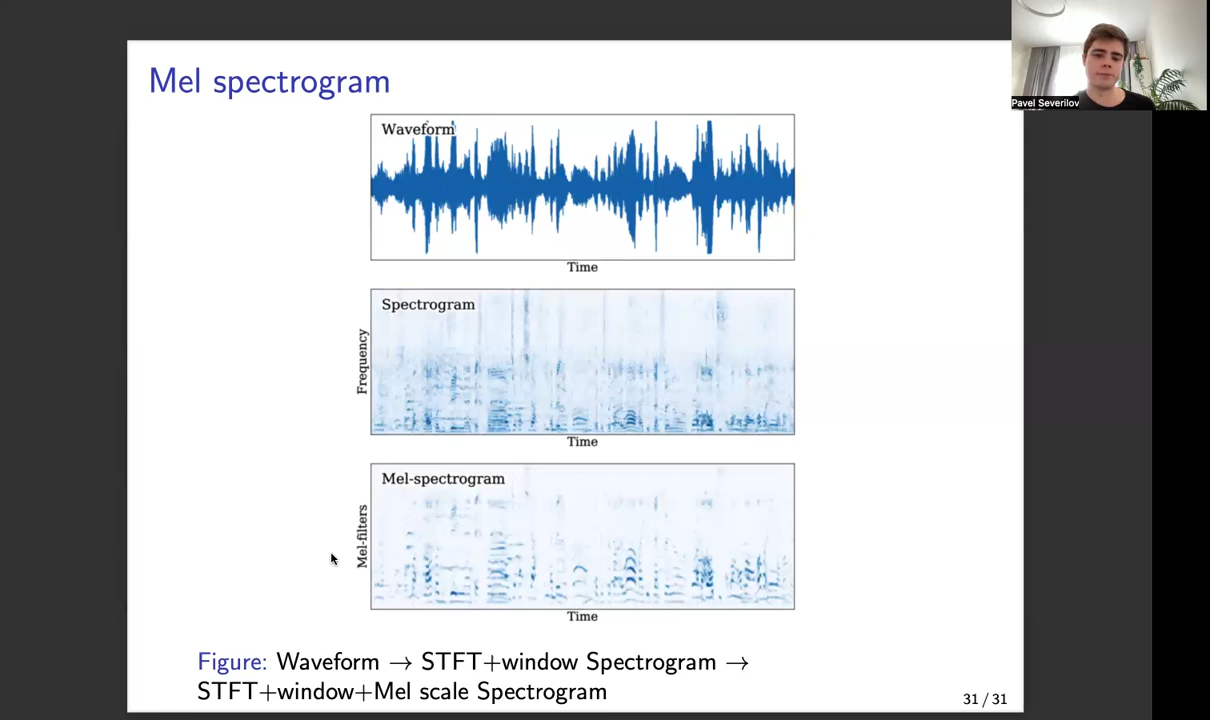 Mel spectrogram
Pavel Severilov
Waveform
Time
Spectrogram
Frequency
Time
Mel-spectrogram
Mel-filters
Time
Figure: Waveform → STFT+window Spectrogram →
STFT+window+Mel scale Spectrogram
31 / 31